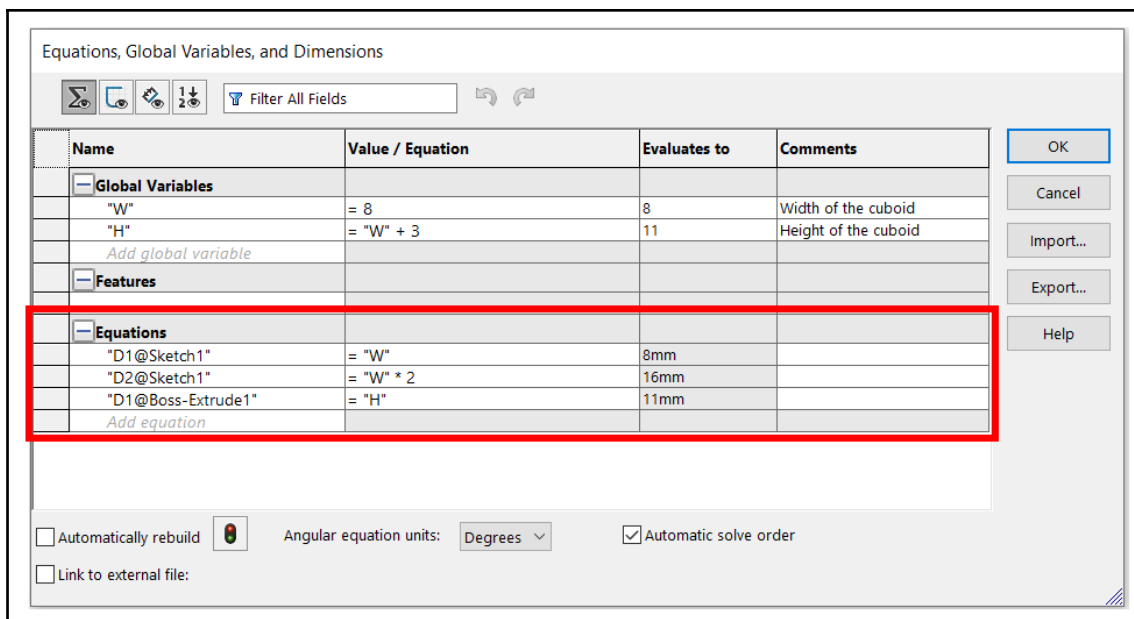 Equations, Global Variables, and Dimensions
Filter All Fields
Name Value / Equation Evaluates to Comments
Global Variables
"W" = 8 8 Width of the cuboid
"H" = "W" + 3 11 Height of the cuboid
Add global variable
Features
Equations
"D1@Sketch1" = "W" 8mm
"D2@Sketch1" = "W" * 2 16mm
"D1@Boss-Extrude1" = "H" 11mm
Add equation
OK
Cancel
Import...
Export...
Help
Automatically rebuild Angular equation units: Degrees Automatic solve order
Link to external file: